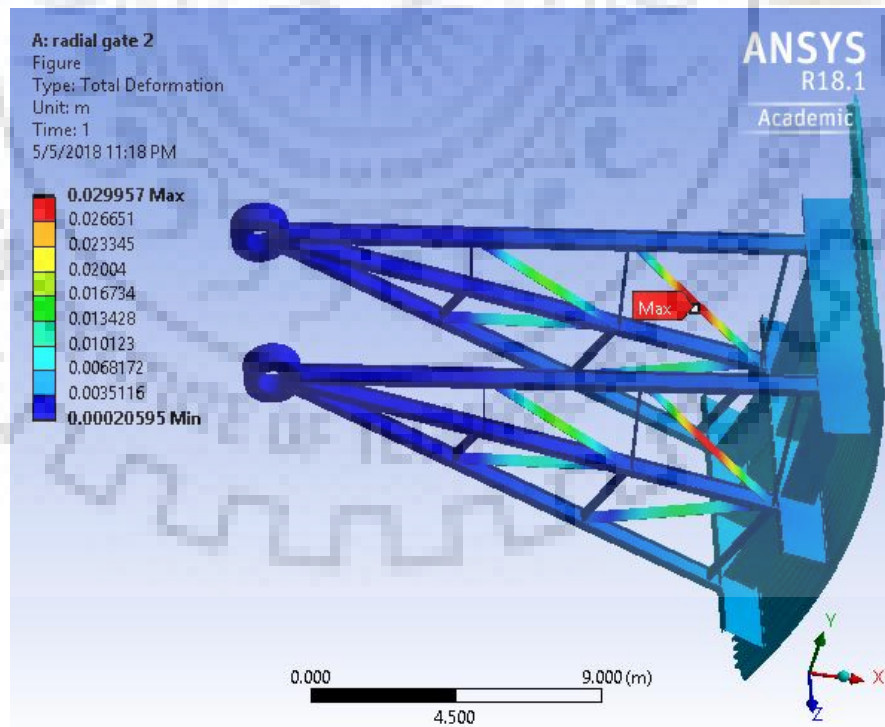 A: radial gate 2
Figure
Type: Total Deformation
Unit: m
Time: 1
5/5/2018 11:18 PM
ANSYS
R18.1
Academic
0.029957 Max
0.026651
0.023345
0.02004
0.016734
0.013428
0.010123
0.0068172
0.0035116
0.00020595 Min
Max
0.000
9.000 (m)
4.500
Y
X
Z